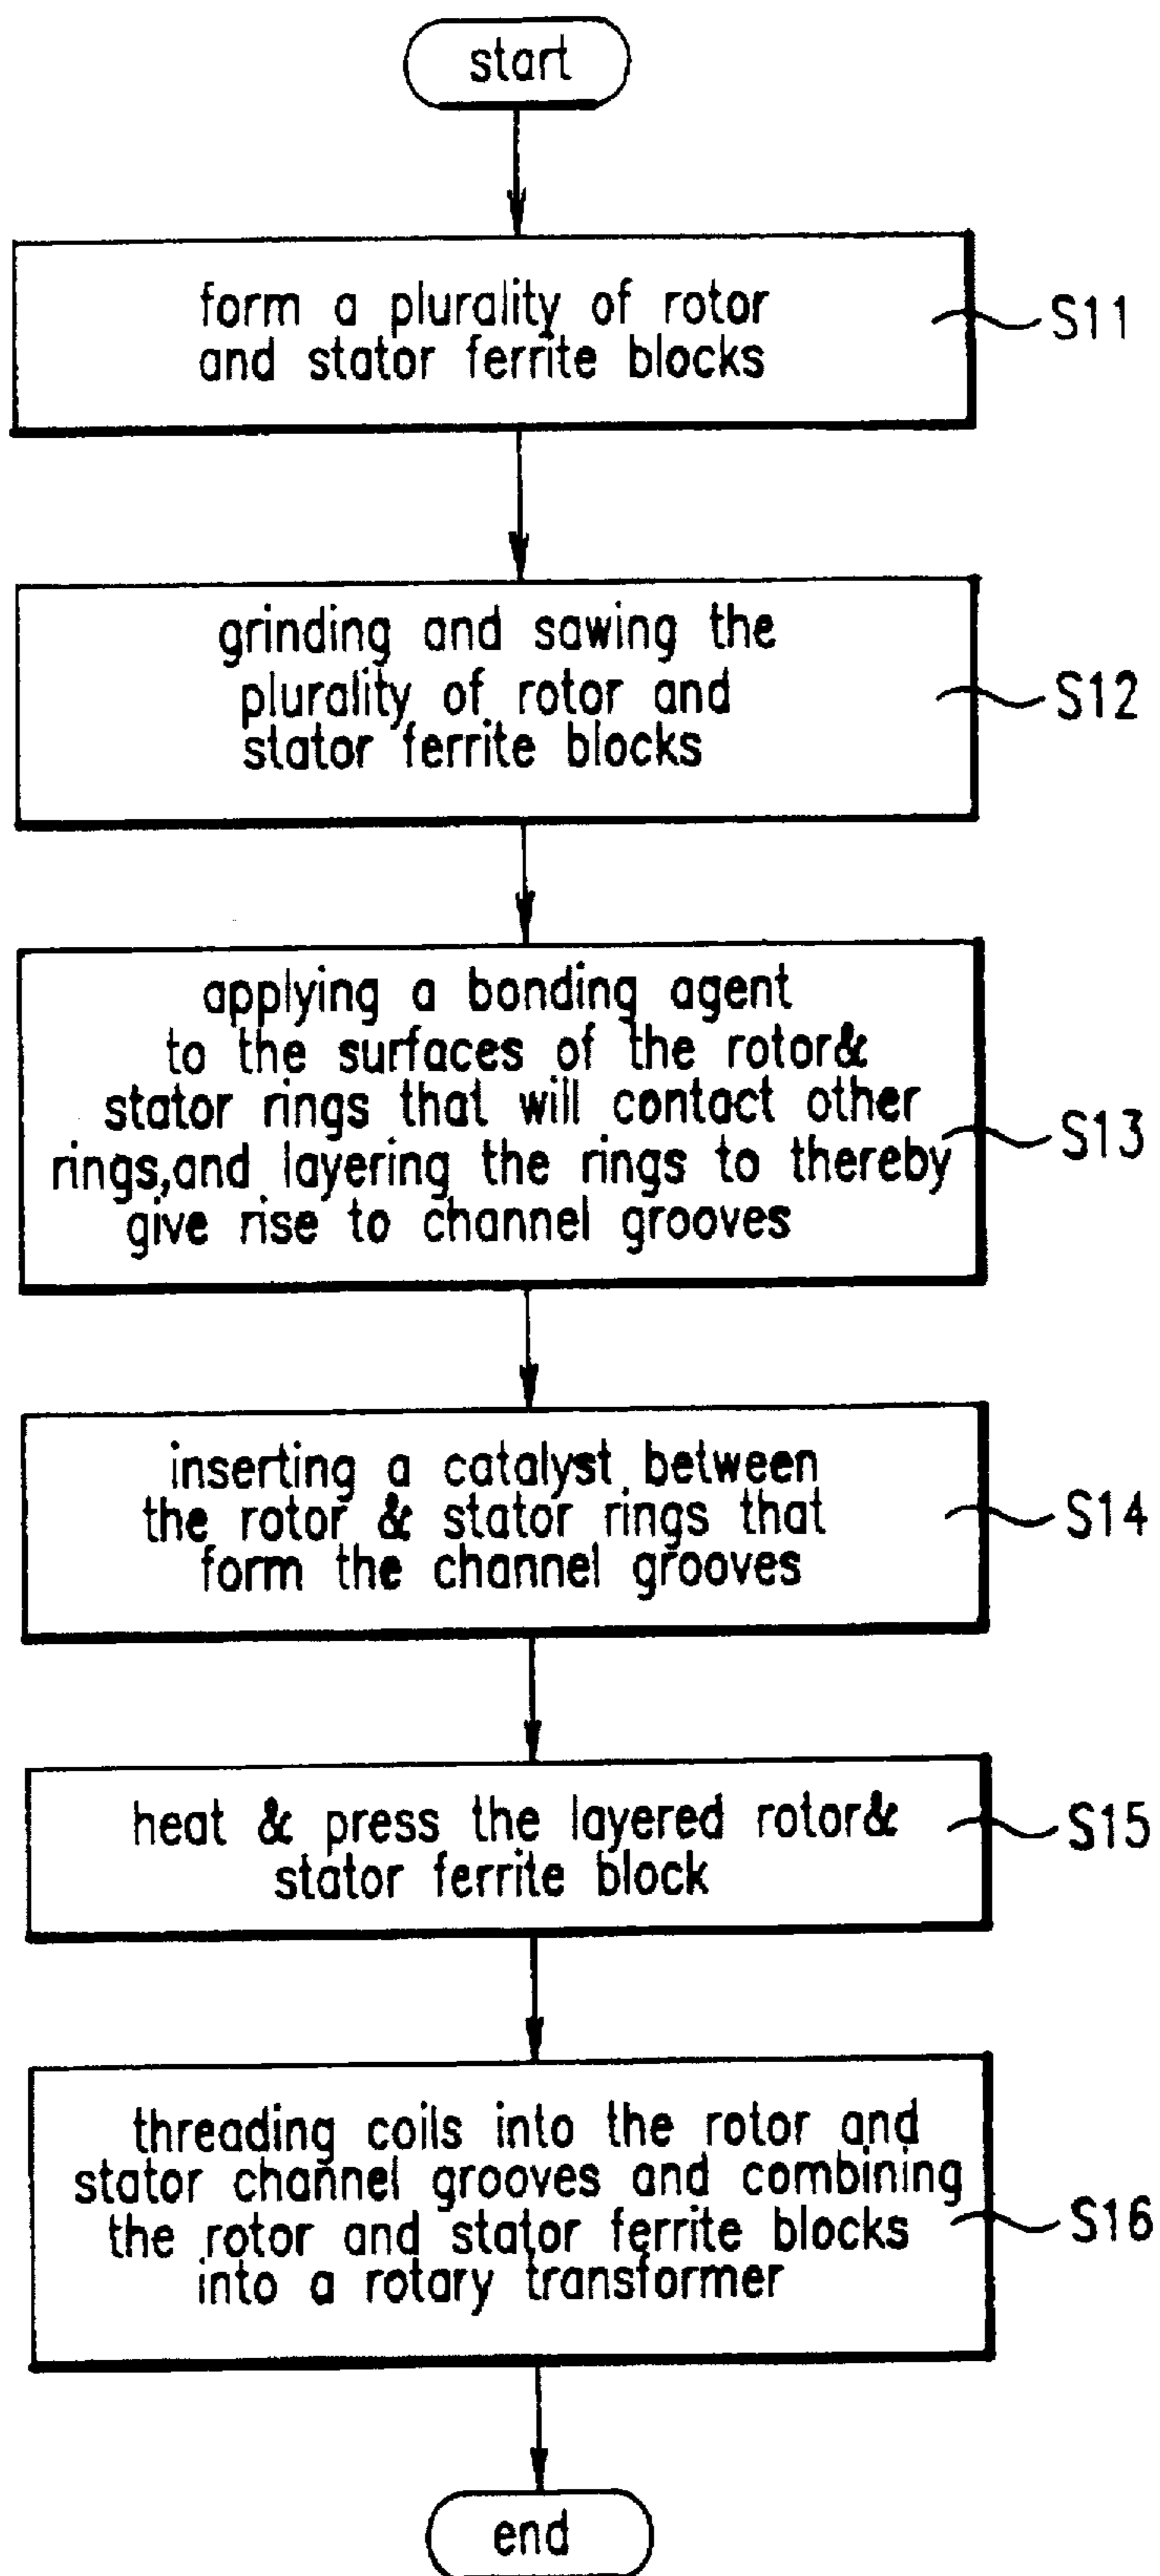 start
form a plurality of rotor
and stator ferrite blocks
S11
grinding and sawing the
plurality of rotor and
stator ferrite blocks
S12
applying a bonding agent
to the surfaces of the rotor&
stator rings that will contact other
rings,and layering the rings to thereby
give rise to channel grooves
S13
inserting a catalyst between
the rotor & stator rings that
form the channel grooves
S14
heat & press the layered rotor&
stator ferrite block
S15
threading coils into the rotor and
stator channel grooves and combining
the rotor and stator ferrite blocks
into a rotary transformer
S16
end